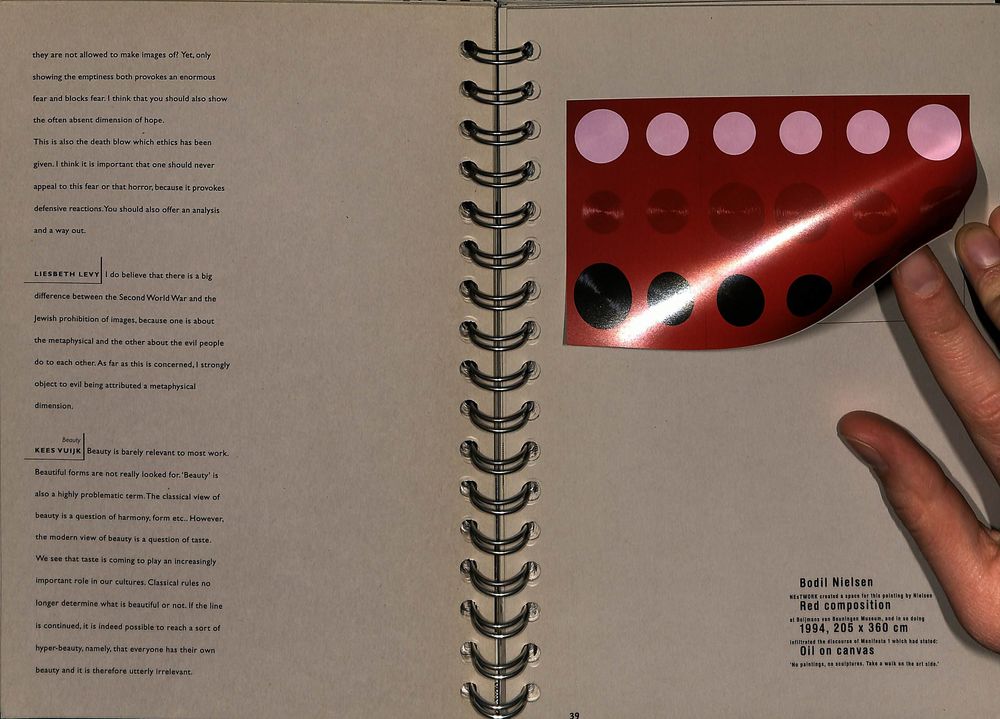 they are not allowed to make images of? Yet, only
showing the emptiness both provokes an enormous
fear and blocks fear. I think that you should also show
the often absent dimension of hope.
This is also the death blow which ethics has been
given. I think it is important that one should never
appeal to this fear or that horror, because it provokes
defensive reactions. You should also offer an analysis
and a way out.
LIESBETH LEVY I do believe that there is a big
difference between the Second World War and the
Jewish prohibition of images, because one is about
the metaphysical and the other about the evil people
do to each other. As far as this is concerned, I strongly
object to evil being attributed a metaphysical
dimension.
Beauty
KEES VUIJK Beauty is barely relevant to most work.
Beautiful forms are not really looked for. 'Beauty' is
also a highly problematic term. The classical view of
beauty is a question of harmony, form etc.. However,
the modern view of beauty is a question of taste.
We see that taste is coming to play an increasingly
important role in our cultures. Classical rules no
longer determine what is beautiful or not. If the line
is continued, it is indeed possible to reach a sort of
hyper-beauty, namely, that everyone has their own
beauty and it is therefore utterly irrelevant.
Bodil Nielsen
NEsTWORK created a space for this painting by Nielsen
Red composition
at Boijmans van Beuningen Museum, and in so doing
1994, 205 x 360 cm
infiltrated the discourse of Manifesta 1 which had stated:
Oil on canvas
'No paintings, no sculptures. Take a walk on the art side.'
39